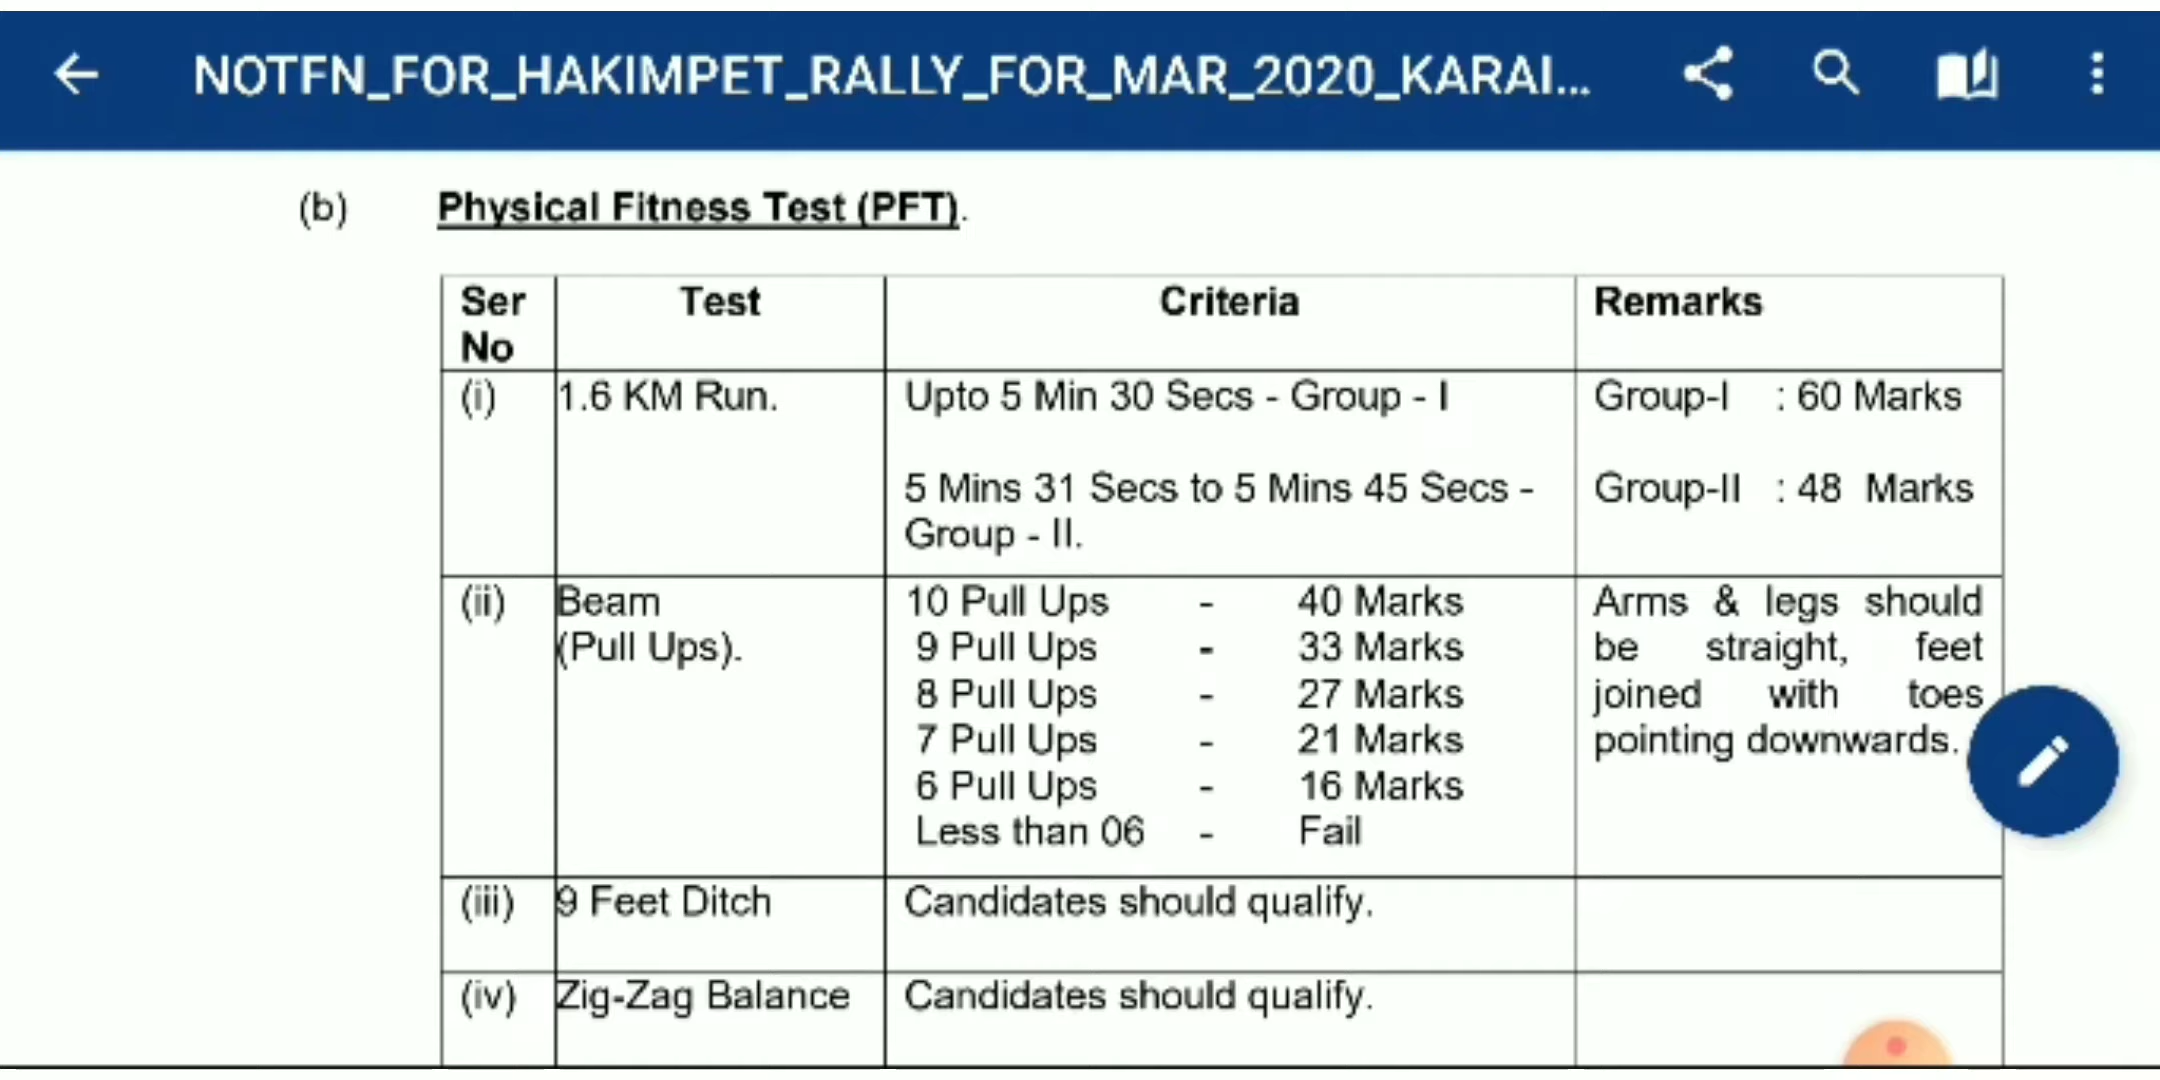 NOTFN_FOR_HAKIMPET_RALLY_FOR_MAR_2020_KARAI...
(b) Physical Fitness Test (PFT).
Ser No Test Criteria Remarks
(i) 1.6 KM Run. Upto 5 Min 30 Secs - Group - I Group-I : 60 Marks
5 Mins 31 Secs to 5 Mins 45 Secs - Group-II : 48 Marks
Group - II.
(ii) Beam 10 Pull Ups - 40 Marks Arms & legs should
(Pull Ups). 9 Pull Ups - 33 Marks be straight, feet
8 Pull Ups - 27 Marks joined with toes
7 Pull Ups - 21 Marks pointing downwards.
6 Pull Ups - 16 Marks
Less than 06 - Fail
(iii) 9 Feet Ditch Candidates should qualify.
(iv) Zig-Zag Balance Candidates should qualify.